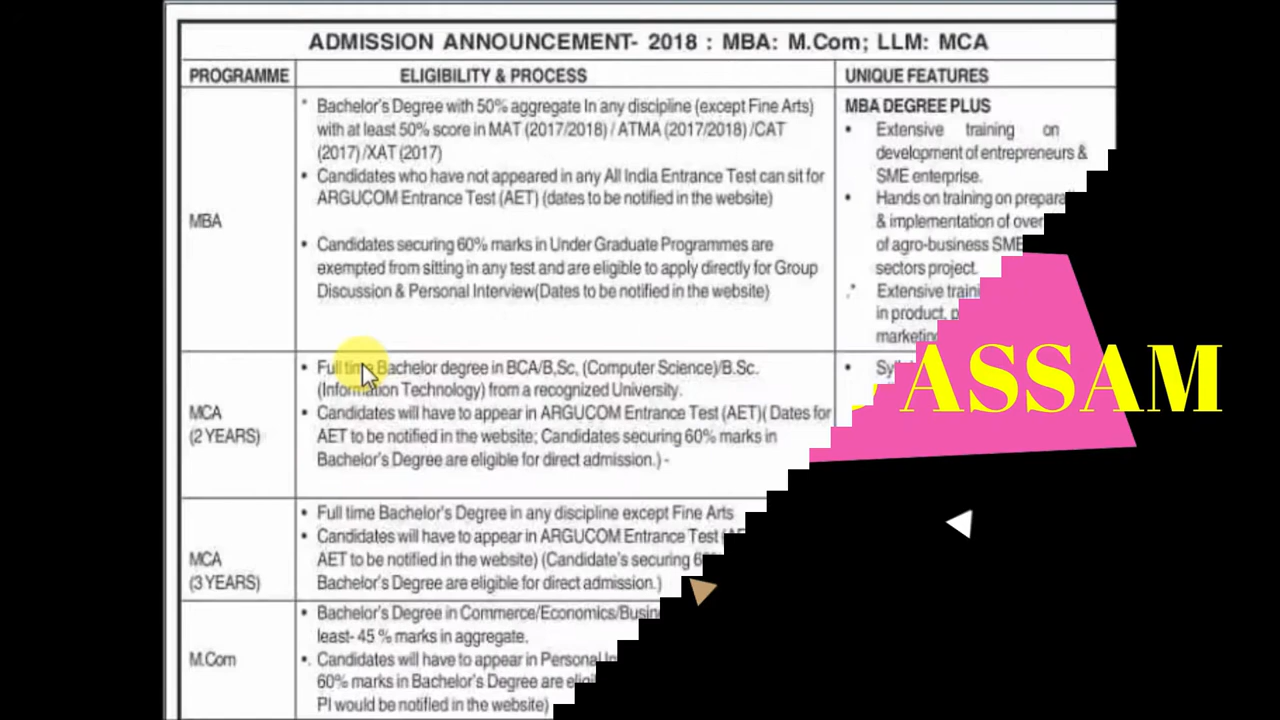 ADMISSION ANNOUNCEMENT- 2018 : MBA: M.Com; LLM: MCA
PROGRAMME
ELIGIBILITY & PROCESS
UNIQUE FEATURES
MBA
* Bachelor's Degree with 50% aggregate In any discipline (except Fine Arts)
with at least 50% score in MAT (2017/2018) / ATMA (2017/2018) /CAT
(2017) /XAT (2017)
• Candidates who have not appeared in any All India Entrance Test can sit for
ARGUCOM Entrance Test (AET) (dates to be notified in the website)
• Candidates securing 60% marks in Under Graduate Programmes are
exempted from sitting in any test and are eligible to apply directly for Group
Discussion & Personal Interview(Dates to be notified in the website)
MBA DEGREE PLUS
• Extensive training on
development of entrepreneurs &
SME enterprise.
• Hands on training on
& implementation of
of agro-business SME
sectors project.
Extensive
in product,
MCA
(2 YEARS)
• Full time Bachelor degree in BCA/B,Sc, (Computer Science)/B.Sc.
(Information Technology) from a recognized University.
• Candidates will have to appear in ARGUCOM Entrance Test (AET)( Dates for
AET to be notified in the website; Candidates securing 60% marks in
Bachelor's Degree are eligible for direct admission.) -
ASSAM
MCA
(3 YEARS)
• Full time Bachelor's Degree in any discipline except Fine Arts
• Candidates will have to appear in ARGUCOM Entrance Test
AET to be notified in the website) (Candidate's securing
Bachelor's Degree are eligible for direct admission.)
M.Com
• Bachelor's Degree in Commerce/Economics/
least- 45 % marks in aggregate.
•. Candidates will have to appear in Personal
60% marks in Bachelor's Degree are
PI would be notified in the website)